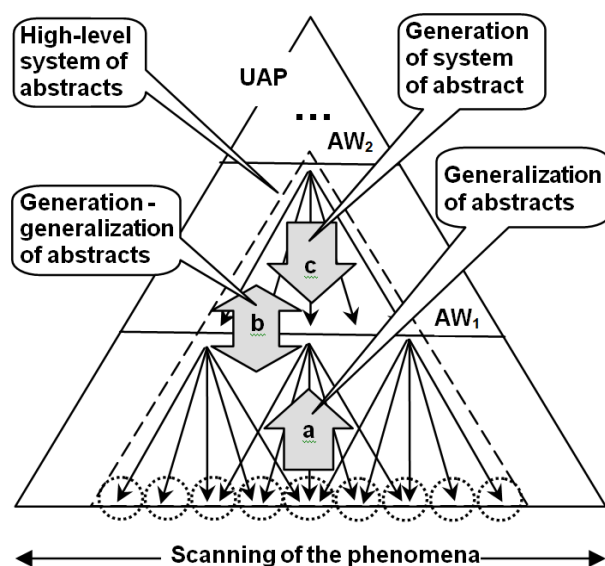 High-level
system of
abstracts
UAP
...
AW₂
Generation
of system
of abstract
Generation -
generalization
of abstracts
Generalization
of abstracts
c
b
AW₁
a
Scanning of the phenomena